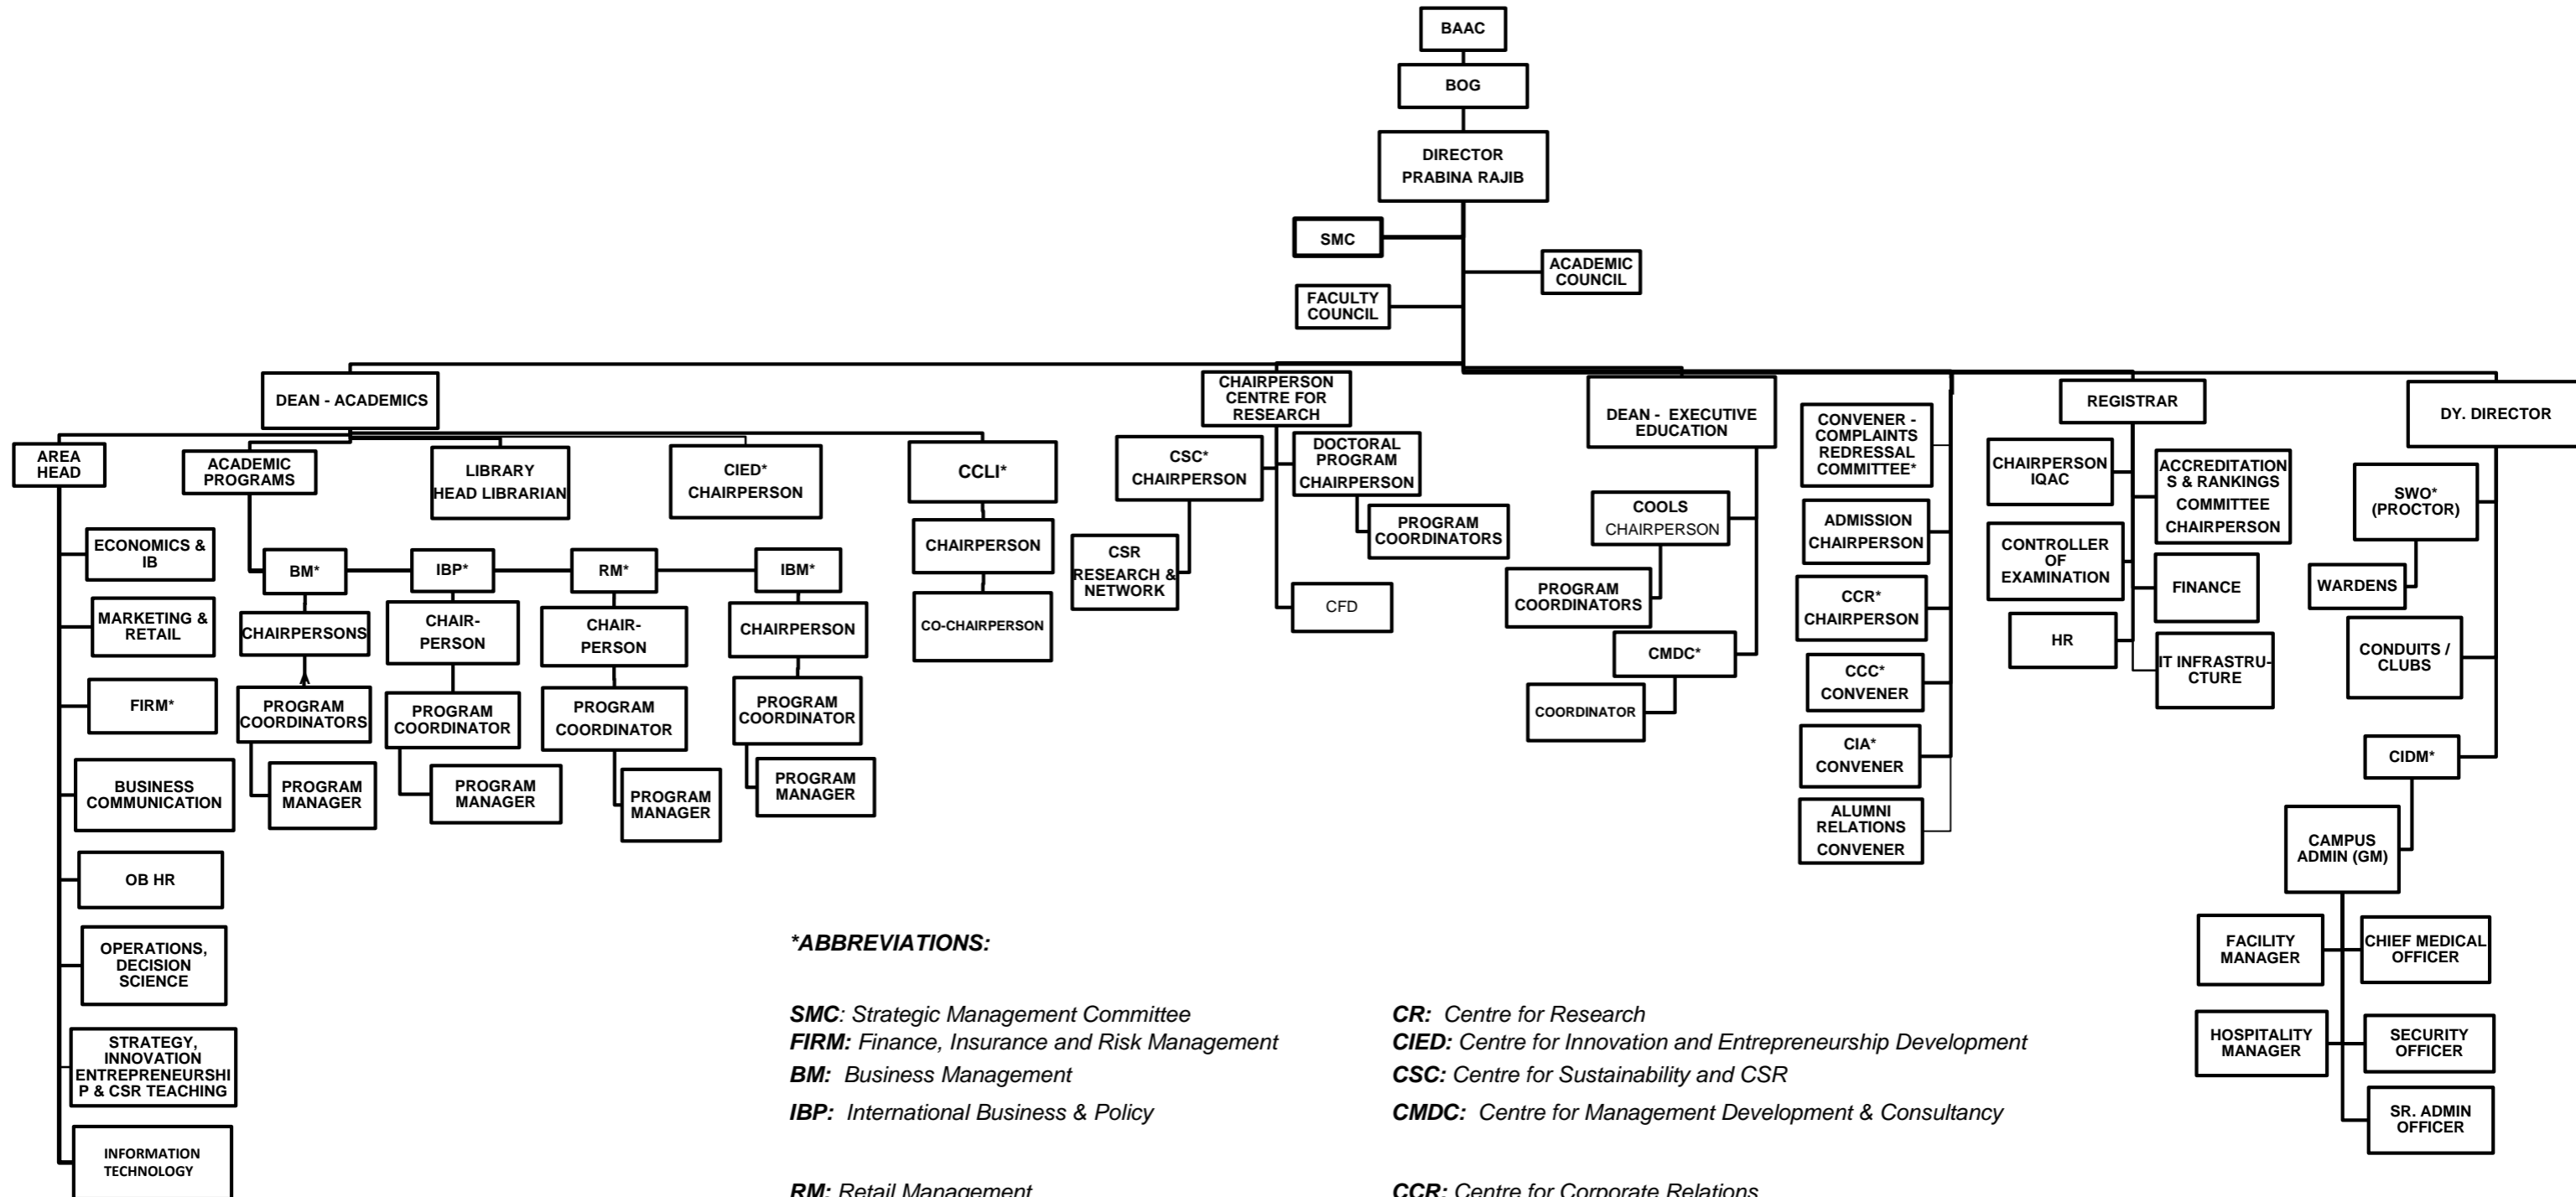 BAAC
BOG
DIRECTOR
PRABINA RAJIB
SMC
ACADEMIC
COUNCIL
FACULTY
COUNCIL
DEAN - ACADEMICS
AREA
HEAD
ECONOMICS &
IB
MARKETING &
RETAIL
FIRM*
BUSINESS
COMMUNICATION
OB HR
OPERATIONS,
DECISION
SCIENCE
STRATEGY,
INNOVATION
ENTREPRENEURSHI
P & CSR TEACHING
INFORMATION
TECHNOLOGY
ACADEMIC
PROGRAMS
BM*
CHAIRPERSONS
A
PROGRAM
COORDINATORS
PROGRAM
MANAGER
IBP*
CHAIR-
PERSON
PROGRAM
COORDINATOR
PROGRAM
MANAGER
RM*
CHAIR-
PERSON
PROGRAM
COORDINATOR
PROGRAM
MANAGER
IBM*
CHAIRPERSON
PROGRAM
COORDINATOR
PROGRAM
MANAGER
LIBRARY
HEAD LIBRARIAN
CIED*
CHAIRPERSON
CCLI*
CHAIRPERSON
CO-CHAIRPERSON
CHAIRPERSON
CENTRE FOR
RESEARCH
CSC*
CHAIRPERSON
CSR
RESEARCH &
NETWORK
DOCTORAL
PROGRAM
CHAIRPERSON
PROGRAM
COORDINATORS
CFD
DEAN - EXECUTIVE
EDUCATION
COOLS
CHAIRPERSON
PROGRAM
COORDINATORS
CMDC*
COORDINATOR
CONVENER -
COMPLAINTS
REDRESSAL
COMMITTEE*
ADMISSION
CHAIRPERSON
CCR*
CHAIRPERSON
CCC*
CONVENER
CIA*
CONVENER
ALUMNI
RELATIONS
CONVENER
REGISTRAR
CHAIRPERSON
IQAC
ACCREDITATION
S & RANKINGS
COMMITTEE
CHAIRPERSON
CONTROLLER
OF
EXAMINATION
FINANCE
HR
IT INFRASTRU-
CTURE
DY. DIRECTOR
SWO*
(PROCTOR)
WARDENS
CONDUITS /
CLUBS
CIDM*
CAMPUS
ADMIN (GM)
FACILITY
MANAGER
CHIEF MEDICAL
OFFICER
HOSPITALITY
MANAGER
SECURITY
OFFICER
SR. ADMIN
OFFICER
*ABBREVIATIONS:
SMC: Strategic Management Committee
FIRM: Finance, Insurance and Risk Management
BM: Business Management
IBP: International Business & Policy
RM: Retail Management
CR: Centre for Research
CIED: Centre for Innovation and Entrepreneurship Development
CSC: Centre for Sustainability and CSR
CMDC: Centre for Management Development & Consultancy
CCR: Centre for Corporate Relations